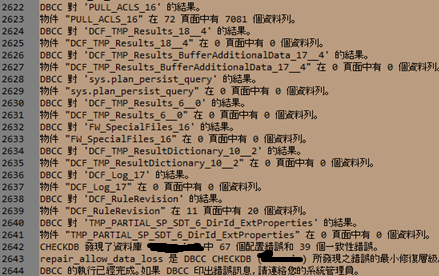 2622 DBCC 對 'PULL_ACLS_16' 的結果。
2623 物件 "PULL_ACLS_16" 在 72 頁面中有 7081 個資料列。
2624 DBCC 對 'DCF_TMP_Results_18__4' 的結果。
2625 物件 "DCF_TMP_Results_18__4" 在 0 頁面中有 0 個資料列。
2626 DBCC 對 'DCF_TMP_Results_BufferAdditionalData_17__4' 的結果。
2627 物件 "DCF_TMP_Results_BufferAdditionalData_17__4" 在 0 頁面中有 0 個資料列。
2628 DBCC 對 'sys.plan_persist_query' 的結果。
2629 物件 "sys.plan_persist_query" 在 0 頁面中有 0 個資料列。
2630 DBCC 對 'DCF_TMP_Results_6__0' 的結果。
2631 物件 "DCF_TMP_Results_6__0" 在 0 頁面中有 0 個資料列。
2632 DBCC 對 'FW_SpecialFiles_16' 的結果。
2633 物件 "FW_SpecialFiles_16" 在 0 頁面中有 0 個資料列。
2634 DBCC 對 'DCF_TMP_ResultDictionary_10__2' 的結果。
2635 物件 "DCF_TMP_ResultDictionary_10__2" 在 0 頁面中有 0 個資料列。
2636 DBCC 對 'DCF_Log_17' 的結果。
2637 物件 "DCF_Log_17" 在 0 頁面中有 0 個資料列。
2638 DBCC 對 'DCF_RuleRevision' 的結果。
2639 物件 "DCF_RuleRevision" 在 11 頁面中有 20 個資料列。
2640 DBCC 對 'TMP_PARTIAL_SP_SDT_6_DirId_ExtProperties' 的結果。
2641 物件 "TMP_PARTIAL_SP_SDT_6_DirId_ExtProperties" 在 0 頁面中有 0 個資料列。
2642 CHECKDB 發現了資料庫 中 67 個配置錯誤和 39 個一致性錯誤。
2643 repair_allow_data_loss 是 DBCC CHECKDB ( ) 所發現之錯誤的最小修復層級
2644 DBCC 的執行已經完成。如果 DBCC 印出錯誤訊息,請連絡您的系統管理員。